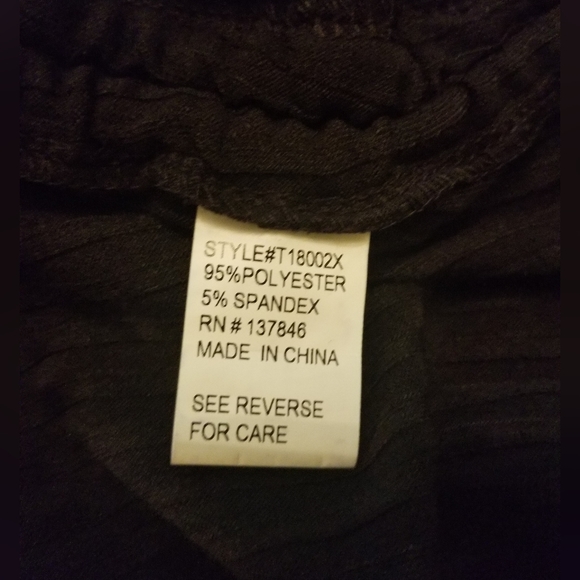 STYLE#T18002X
95%POLYESTER
5% SPANDEX
RN # 137846
MADE IN CHINA
SEE REVERSE
FOR CARE